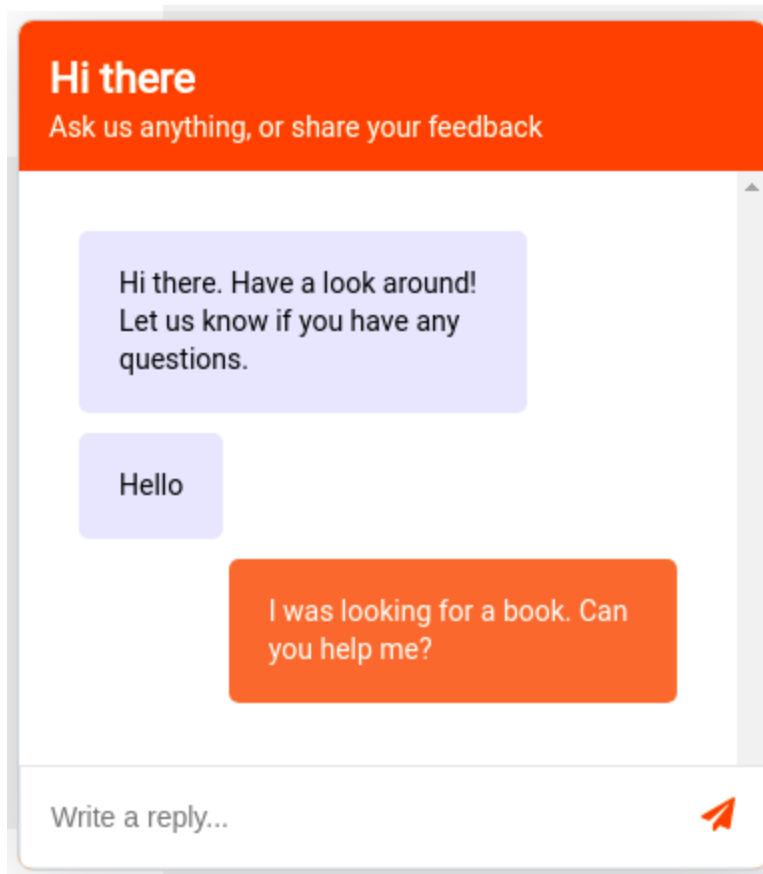 Hi there
Ask us anything, or share your feedback
Hi there. Have a look around!
Let us know if you have any
questions.
Hello
I was looking for a book. Can
you help me?
Write a reply...